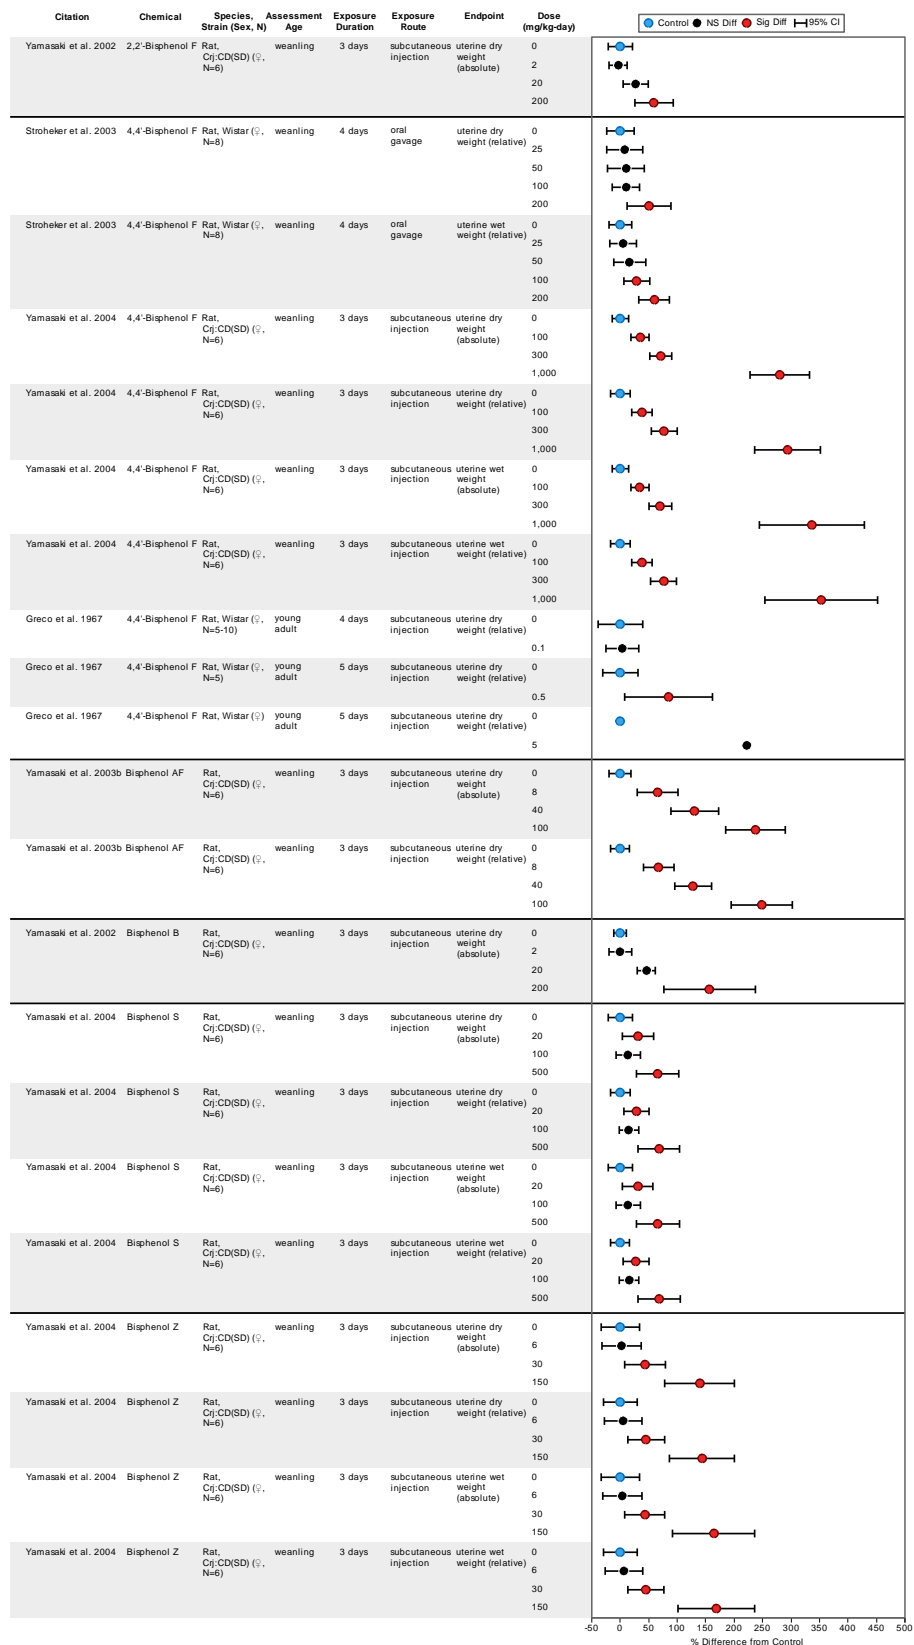 Citation Chemical Species, Strain (Sex, N) Assessment Age Exposure Duration Exposure Route Endpoint Dose (mg/kg-day)
Control NS Diff Sig Diff 95% CI
Yamasaki et al. 2002 2,2'-Bisphenol F Rat, Crj:CD(SD) (♀, N=6) weanling 3 days subcutaneous injection uterine dry weight (absolute) 0
2
20
200
Stroheker et al. 2003 4,4'-Bisphenol F Rat, Wistar (♀, N=8) weanling 4 days oral gavage uterine dry weight (relative) 0
25
50
100
200
Stroheker et al. 2003 4,4'-Bisphenol F Rat, Wistar (♀, N=8) weanling 4 days oral gavage uterine wet weight (relative) 0
25
50
100
200
Yamasaki et al. 2004 4,4'-Bisphenol F Rat, Crj:CD(SD) (♀, N=6) weanling 3 days subcutaneous injection uterine dry weight (absolute) 0
100
300
1,000
Yamasaki et al. 2004 4,4'-Bisphenol F Rat, Crj:CD(SD) (♀, N=6) weanling 3 days subcutaneous injection uterine dry weight (relative) 0
100
300
1,000
Yamasaki et al. 2004 4,4'-Bisphenol F Rat, Crj:CD(SD) (♀, N=6) weanling 3 days subcutaneous injection uterine wet weight (absolute) 0
100
300
1,000
Yamasaki et al. 2004 4,4'-Bisphenol F Rat, Crj:CD(SD) (♀, N=6) weanling 3 days subcutaneous injection uterine wet weight (relative) 0
100
300
1,000
Greco et al. 1967 4,4'-Bisphenol F Rat, Wistar (♀, N=5-10) young adult 4 days subcutaneous injection uterine dry weight (relative) 0
0.1
Greco et al. 1967 4,4'-Bisphenol F Rat, Wistar (♀, N=5) young adult 5 days subcutaneous injection uterine dry weight (relative) 0
0.5
Greco et al. 1967 4,4'-Bisphenol F Rat, Wistar (♀) young adult 5 days subcutaneous injection uterine dry weight (relative) 0
5
Yamasaki et al. 2003b Bisphenol AF Rat, Crj:CD(SD) (♀, N=6) weanling 3 days subcutaneous injection uterine dry weight (absolute) 0
8
40
100
Yamasaki et al. 2003b Bisphenol AF Rat, Crj:CD(SD) (♀, N=6) weanling 3 days subcutaneous injection uterine dry weight (relative) 0
8
40
100
Yamasaki et al. 2002 Bisphenol B Rat, Crj:CD(SD) (♀, N=6) weanling 3 days subcutaneous injection uterine dry weight (absolute) 0
2
20
200
Yamasaki et al. 2004 Bisphenol S Rat, Crj:CD(SD) (♀, N=6) weanling 3 days subcutaneous injection uterine dry weight (absolute) 0
20
100
500
Yamasaki et al. 2004 Bisphenol S Rat, Crj:CD(SD) (♀, N=6) weanling 3 days subcutaneous injection uterine dry weight (relative) 0
20
100
500
Yamasaki et al. 2004 Bisphenol S Rat, Crj:CD(SD) (♀, N=6) weanling 3 days subcutaneous injection uterine wet weight (absolute) 0
20
100
500
Yamasaki et al. 2004 Bisphenol S Rat, Crj:CD(SD) (♀, N=6) weanling 3 days subcutaneous injection uterine wet weight (relative) 0
20
100
500
Yamasaki et al. 2004 Bisphenol Z Rat, Crj:CD(SD) (♀, N=6) weanling 3 days subcutaneous injection uterine dry weight (absolute) 0
6
30
150
Yamasaki et al. 2004 Bisphenol Z Rat, Crj:CD(SD) (♀, N=6) weanling 3 days subcutaneous injection uterine dry weight (relative) 0
6
30
150
Yamasaki et al. 2004 Bisphenol Z Rat, Crj:CD(SD) (♀, N=6) weanling 3 days subcutaneous injection uterine wet weight (absolute) 0
6
30
150
Yamasaki et al. 2004 Bisphenol Z Rat, Crj:CD(SD) (♀, N=6) weanling 3 days subcutaneous injection uterine wet weight (relative) 0
6
30
150
-50 0 50 100 150 200 250 300 350 400 450 500
% Difference from Control